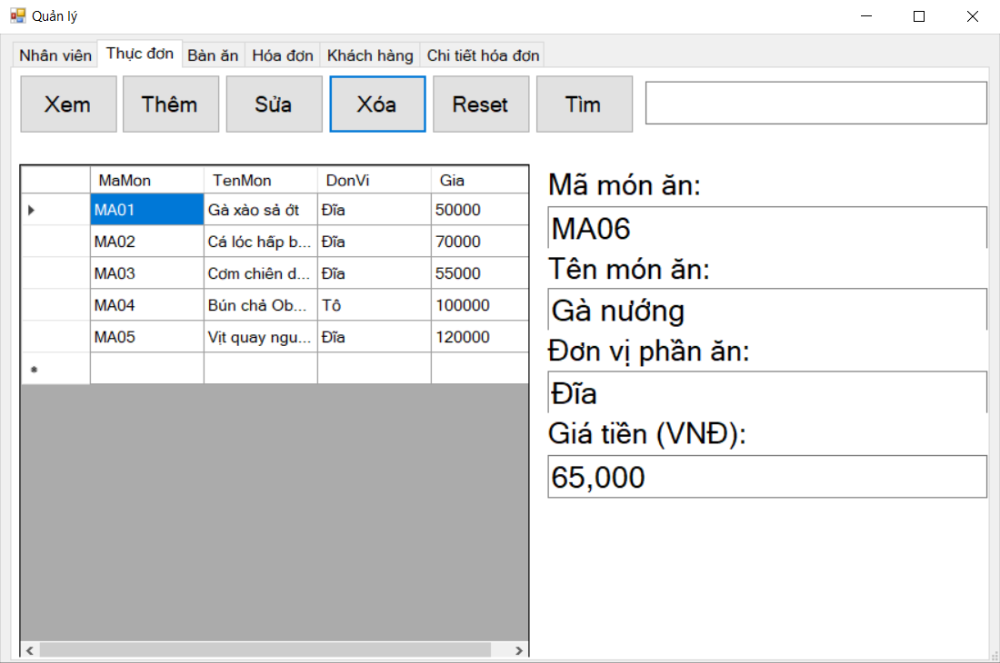 Quản lý
Nhân viên Thực đơn Bàn ăn Hóa đơn Khách hàng Chi tiết hóa đơn
Xem Thêm Sửa Xóa Reset Tìm
MaMon TenMon DonVi Gia
MA01 Gà xào sả ớt Đĩa 50000
MA02 Cá lóc hấp b... Đĩa 70000
MA03 Cơm chiên d... Đĩa 55000
MA04 Bún chả Ob... Tô 100000
MA05 Vịt quay ngu... Đĩa 120000
Mã món ăn:
MA06
Tên món ăn:
Gà nướng
Đơn vị phần ăn:
Đĩa
Giá tiền (VNĐ):
65,000